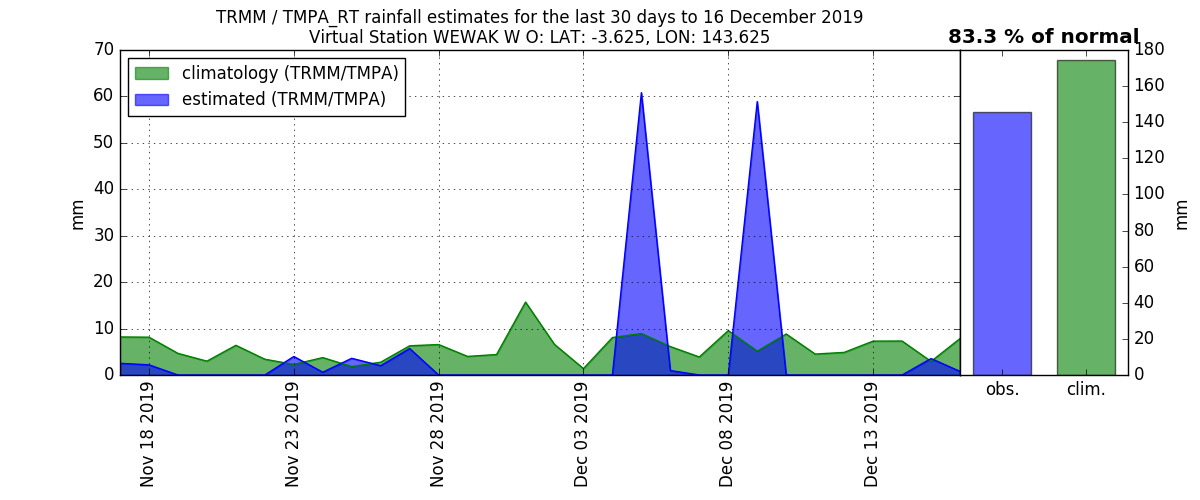 TRMM / TMPA_RT rainfall estimates for the last 30 days to 16 December 2019
Virtual Station WEWAK W O: LAT: -3.625, LON: 143.625
83.3 % of normal
climatology (TRMM/TMPA)
estimated (TRMM/TMPA)
70
60
50
40
30
20
10
0
mm
Nov 18 2019
Nov 23 2019
Nov 28 2019
Dec 03 2019
Dec 08 2019
Dec 13 2019
obs.
clim.
180
160
140
120
100
80
60
40
20
0
mm